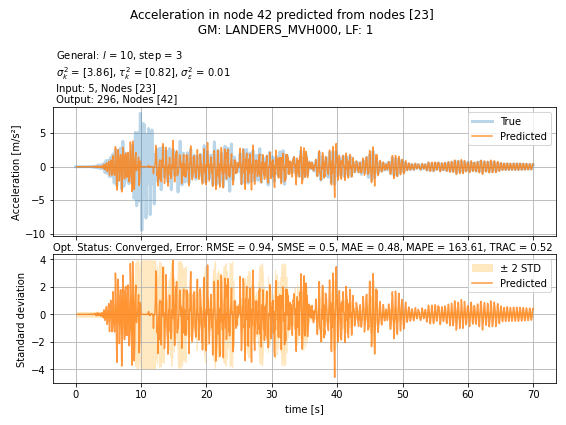 Acceleration in node 42 predicted from nodes [23]
GM: LANDERS_MVH000, LF: 1
General: l = 10, step = 3
σ²ₖ = [3.86], τ²ₖ = [0.82], σ²ε = 0.01
Input: 5, Nodes [23]
Output: 296, Nodes [42]
Acceleration [m/s²]
5
0
−5
−10
True
Predicted
Opt. Status: Converged, Error: RMSE = 0.94, SMSE = 0.5, MAE = 0.48, MAPE = 163.61, TRAC = 0.52
Standard deviation
4
2
0
−2
−4
± 2 STD
Predicted
0 10 20 30 40 50 60 70
time [s]